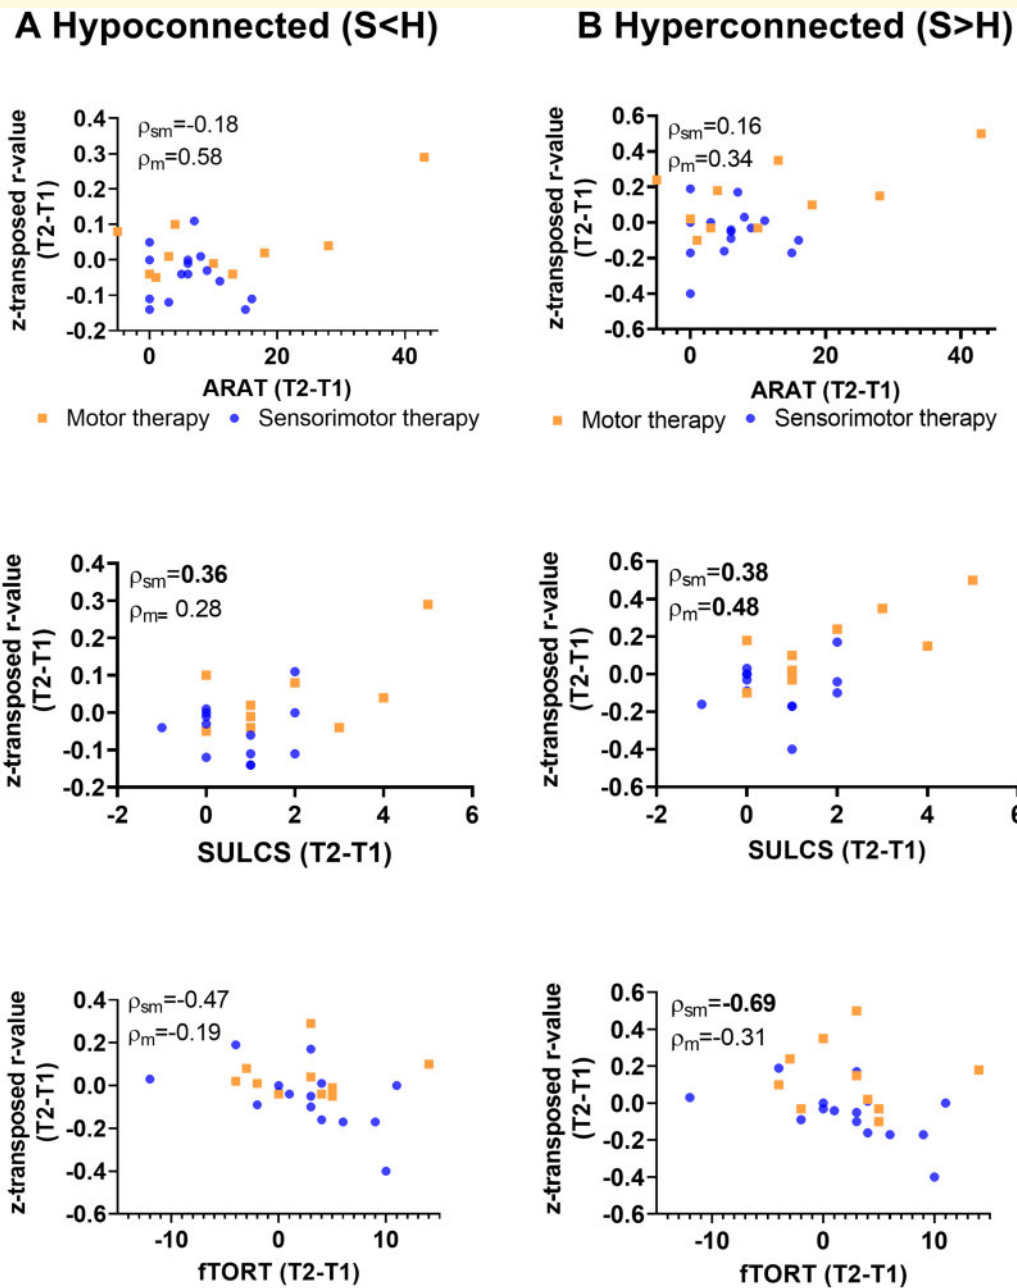 A Hypoconnected (S<H)
B Hyperconnected (S>H)
z-transposed r-value
(T2-T1)
0.4
0.3
0.2
0.1
0.0
-0.1
-0.2
ρsm=-0.18
ρm=0.58
0 20 40
ARAT (T2-T1)
Motor therapy Sensorimotor therapy
z-transposed r-value
(T2-T1)
0.6
0.4
0.2
0.0
-0.2
-0.4
-0.6
ρsm=0.16
ρm=0.34
0 20 40
ARAT (T2-T1)
Motor therapy Sensorimotor therapy
z-transposed r-value
(T2-T1)
0.4
0.3
0.2
0.1
0.0
-0.1
-0.2
ρsm=0.36
ρm= 0.28
-2 0 2 4 6
SULCS (T2-T1)
z-transposed r-value
(T2-T1)
0.6
0.4
0.2
0.0
-0.2
-0.4
-0.6
ρsm=0.38
ρm=0.48
-2 0 2 4 6
SULCS (T2-T1)
z-transposed r-value
(T2-T1)
0.4
0.2
0.0
-0.2
-0.4
-0.6
ρsm=-0.47
ρm=-0.19
-10 0 10
fTORT (T2-T1)
z-transposed r-value
(T2-T1)
0.6
0.4
0.2
0.0
-0.2
-0.4
-0.6
ρsm=-0.69
ρm=-0.31
-10 0 10
fTORT (T2-T1)